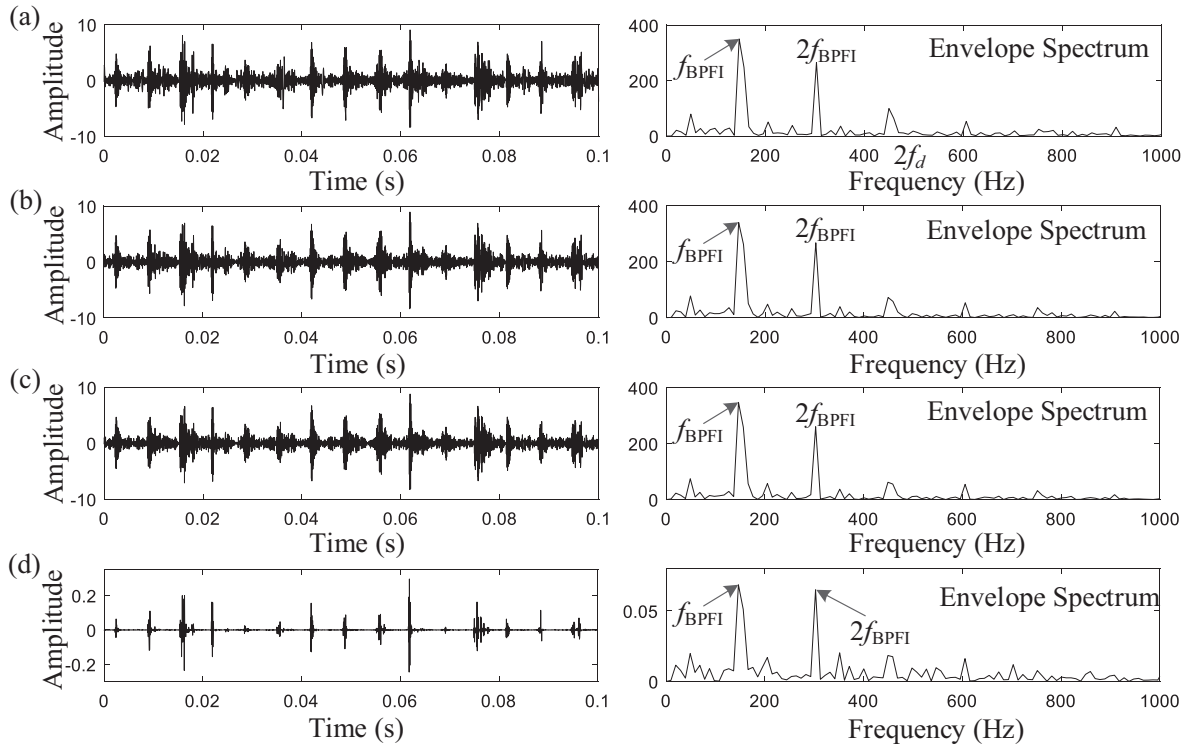 (a)
Amplitude
10
0
-10
0 0.02 0.04 0.06 0.08 0.1
Time (s)
400
200
0
f_BPFI
2f_BPFI
Envelope Spectrum
0 200 400 600 800 1000
2f_d
Frequency (Hz)
(b)
Amplitude
10
0
-10
0 0.02 0.04 0.06 0.08 0.1
Time (s)
400
200
0
f_BPFI
2f_BPFI
Envelope Spectrum
0 200 400 600 800 1000
Frequency (Hz)
(c)
Amplitude
10
0
-10
0 0.02 0.04 0.06 0.08 0.1
Time (s)
400
200
0
f_BPFI
2f_BPFI
Envelope Spectrum
0 200 400 600 800 1000
Frequency (Hz)
(d)
Amplitude
0.2
0
-0.2
0 0.02 0.04 0.06 0.08 0.1
Time (s)
0.05
0
f_BPFI
2f_BPFI
Envelope Spectrum
0 200 400 600 800 1000
Frequency (Hz)